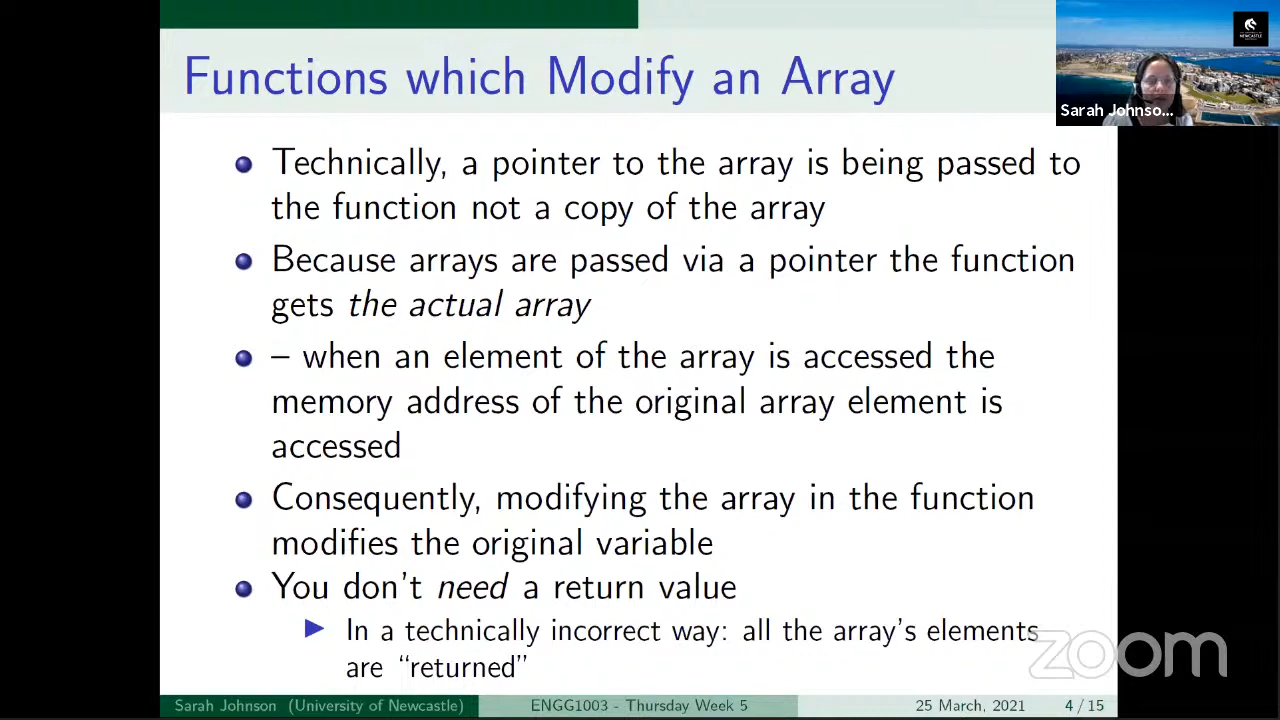 Functions which Modify an Array
Technically, a pointer to the array is being passed to
the function not a copy of the array
Because arrays are passed via a pointer the function
gets the actual array
– when an element of the array is accessed the
memory address of the original array element is
accessed
Consequently, modifying the array in the function
modifies the original variable
You don't need a return value
In a technically incorrect way: all the array's elements
are “returned”
Sarah Johnson (University of Newcastle)
ENGG1003 - Thursday Week 5
25 March, 2021
4 / 15
Sarah Johnso...
NEWCASTLE
zoom